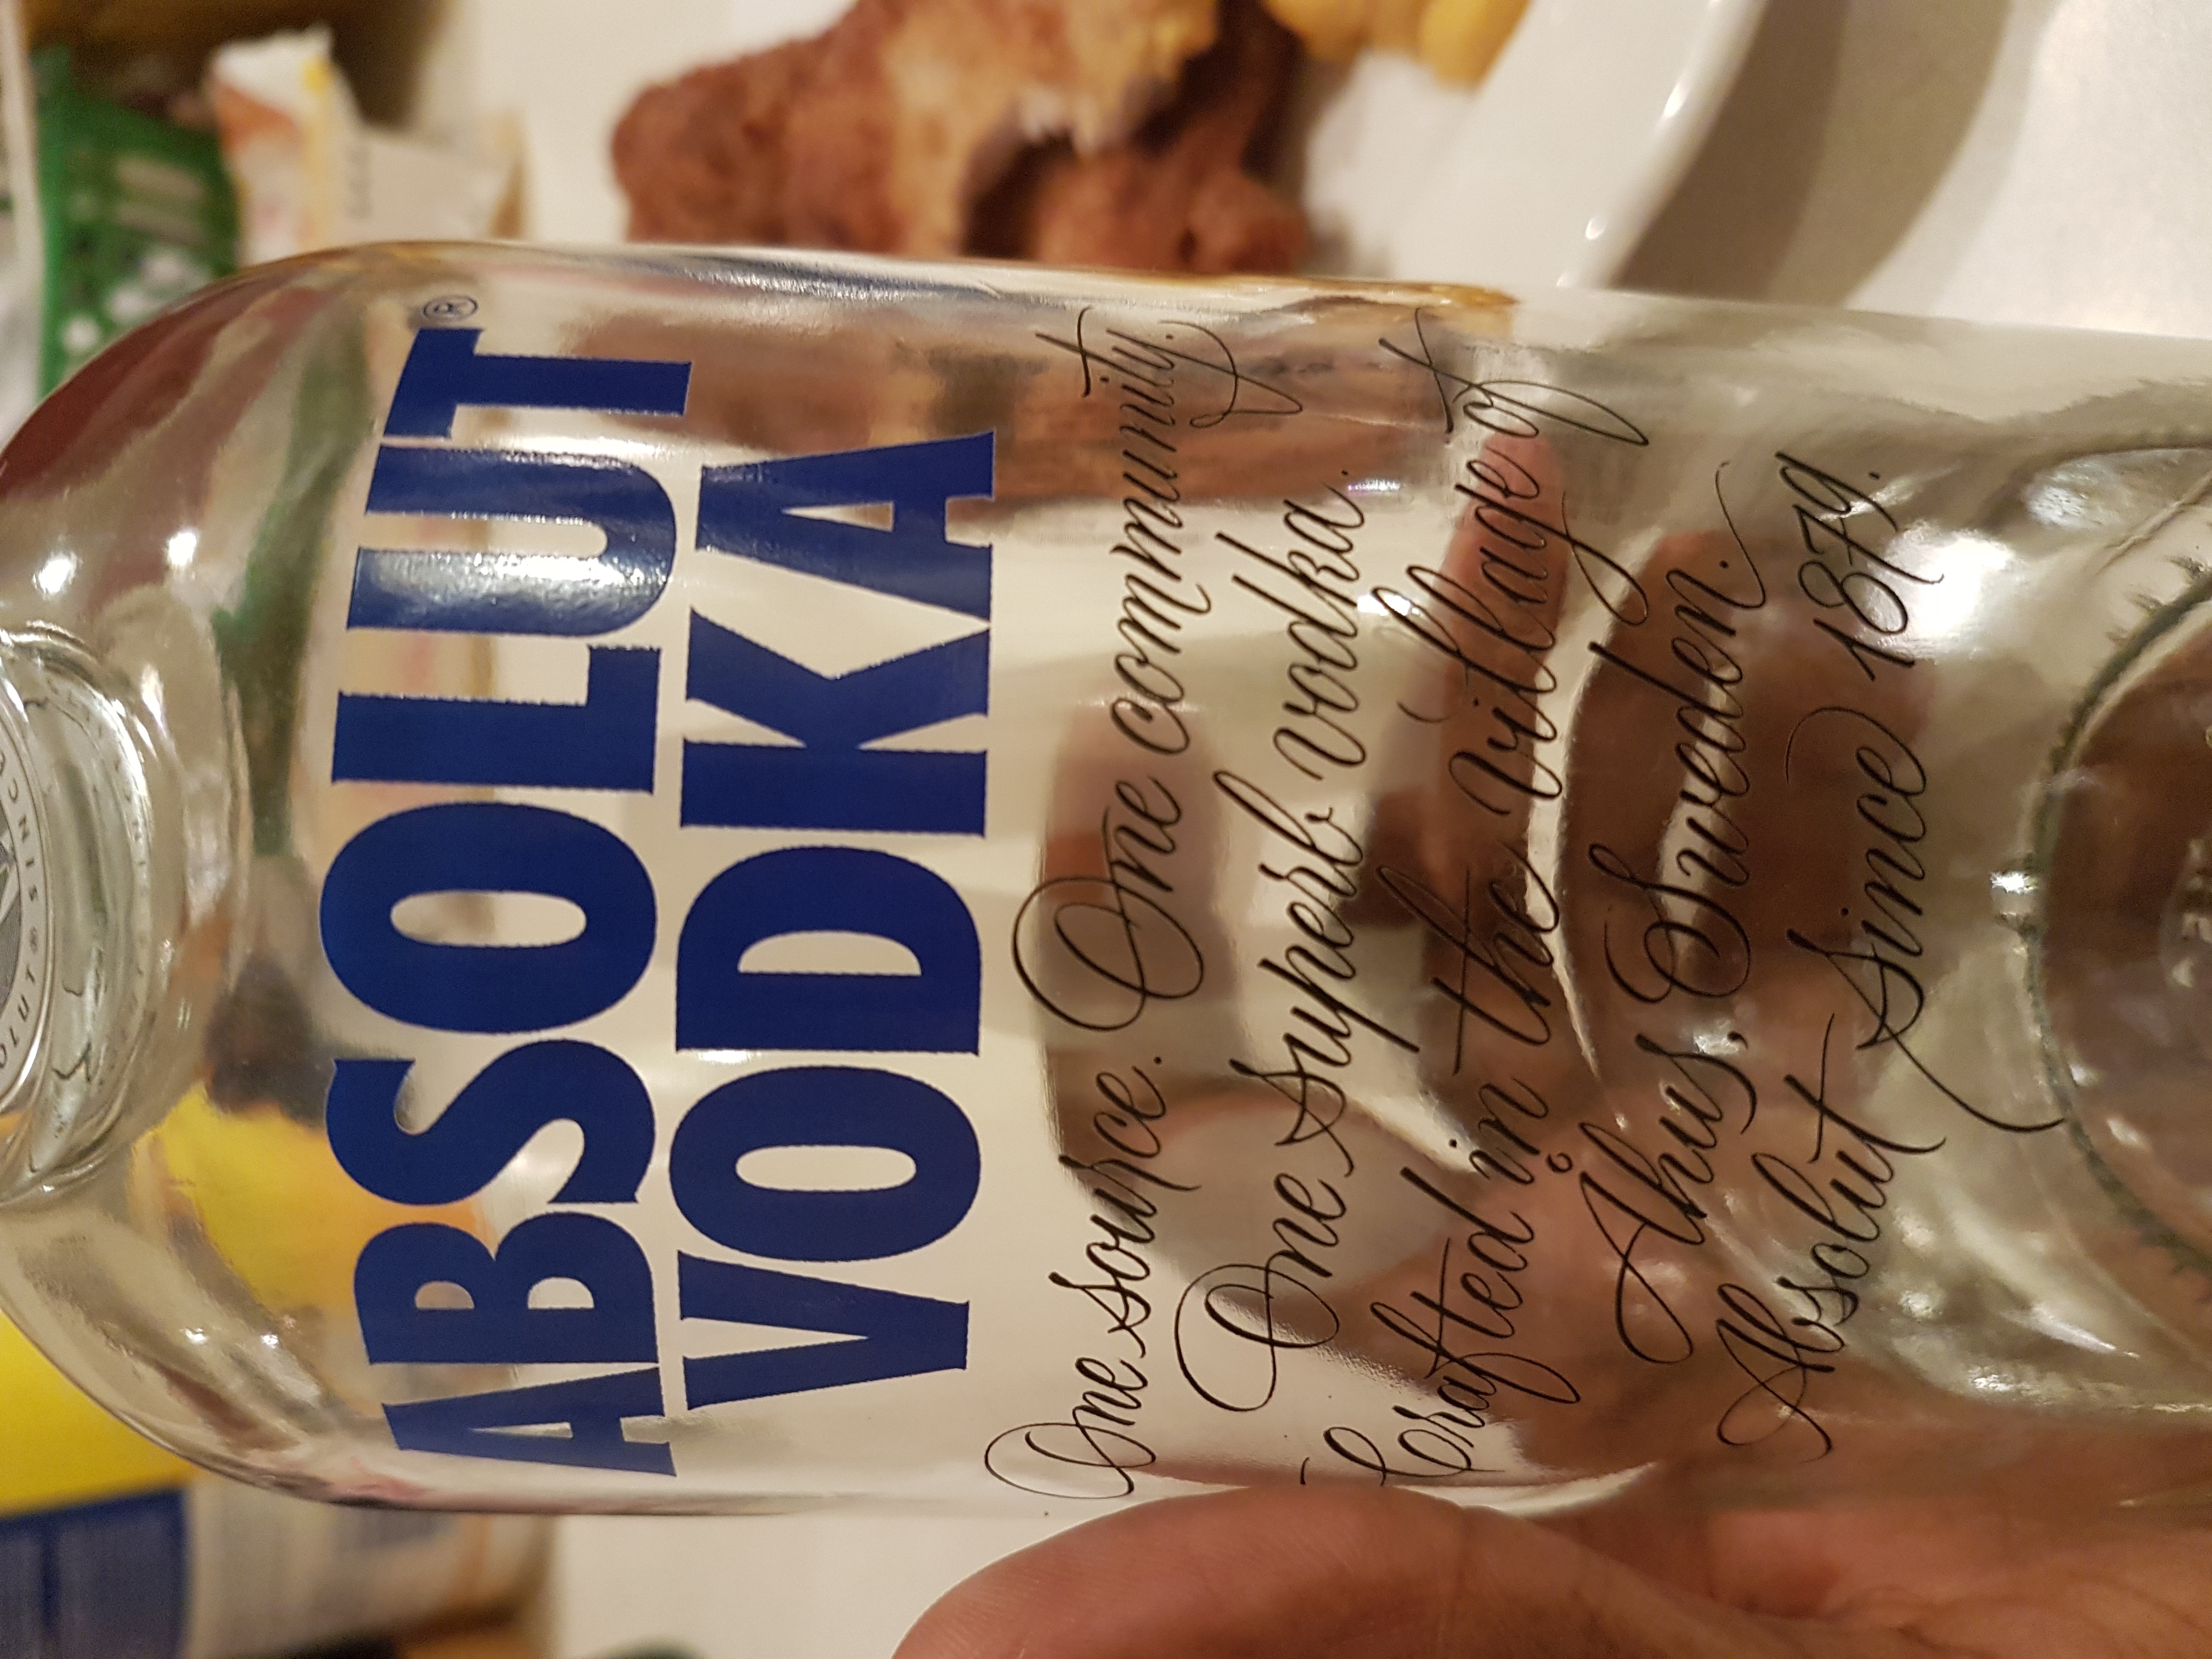 ABSOLUT®
VODKA
One source. One community.
One superb vodka.
Crafted in the village of
Åhus, Sweden.
Absolut since 1879.